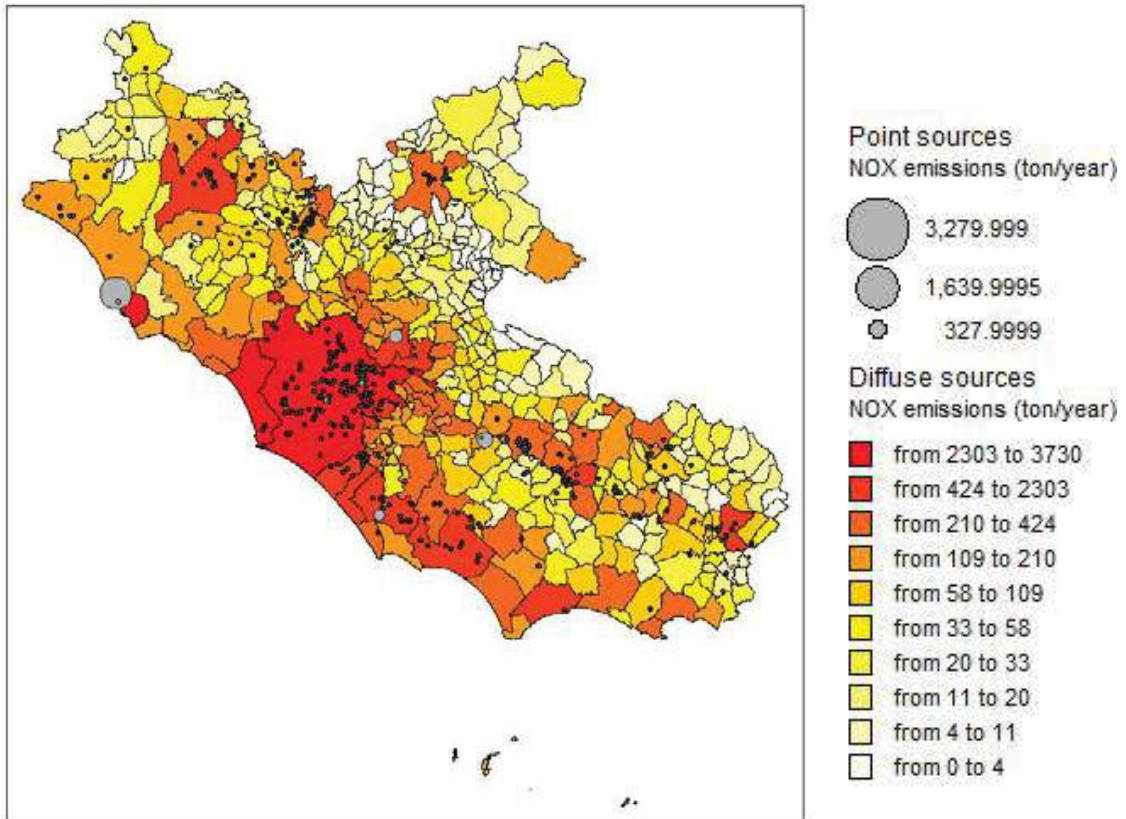 Point sources
NOX emissions (ton/year)
3,279.999
1,639.9995
327.9999
Diffuse sources
NOX emissions (ton/year)
from 2303 to 3730
from 424 to 2303
from 210 to 424
from 109 to 210
from 58 to 109
from 33 to 58
from 20 to 33
from 11 to 20
from 4 to 11
from 0 to 4